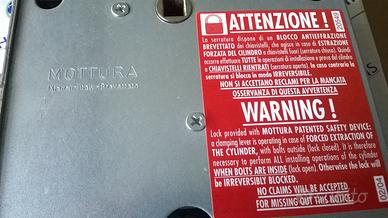 MOTTURA
Made in Italy - Brevettato
ATTENZIONE !
La serratura dispone di un BLOCCO ANTIEFFRAZIONE
BREVETTATO dei chiavistelli, che agisce in caso di ESTRAZIONE
FORZATA DEL CILINDRO a chiavistelli fuori (serratura chiusa). Quindi
occorre effettuare TUTTE le operazioni di installazione e prova del cilindro
a CHIAVISTELLI RIENTRATI (serratura aperta). In caso contrario la
serratura si blocca in modo IRREVERSIBILE.
NON SI ACCETTANO RECLAMI PER LA MANCATA
OSSERVANZA DI QUESTA AVVERTENZA
WARNING !
Lock provided with MOTTURA PATENTED SAFETY DEVICE:
a clamping lever is operating in case of FORCED EXTRACTION OF
THE CYLINDER, with bolts outside (lock closed). It is therefore
necessary to perform ALL installing operations of the cylinder
WHEN BOLTS ARE INSIDE (lock open). Otherwise the lock will
be IRREVERSIBLY BLOCKED.
NO CLAIMS WILL BE ACCEPTED
FOR MISSING OUT THIS NOTICE.